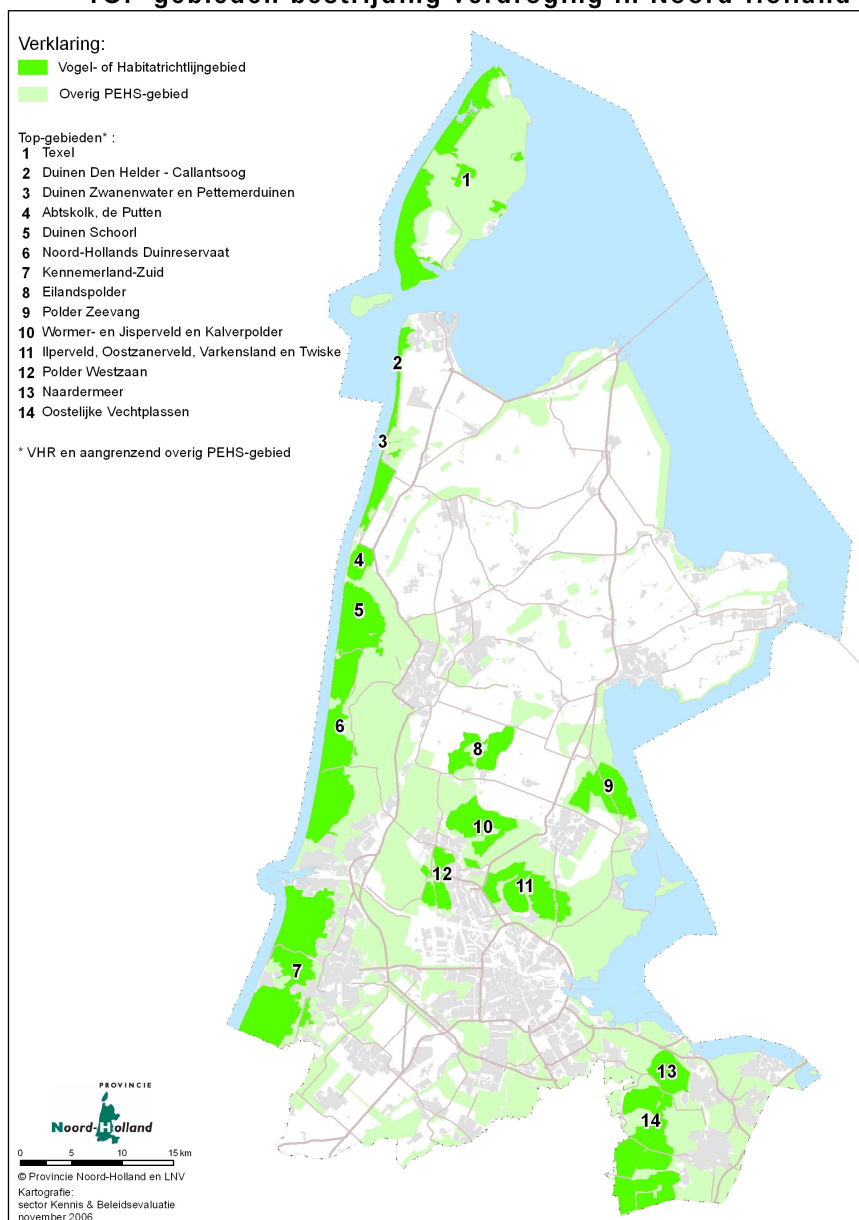 TOP-gebieden bestrijding verdroging in Noord-Holland
Verklaring:
Vogel- of Habitatrichtlijngebied
Overig PEHS-gebied
Top-gebieden* :
1 Texel
2 Duinen Den Helder - Callantsoog
3 Duinen Zwanenwater en Pettemerduinen
4 Abtskolk, de Putten
5 Duinen Schoorl
6 Noord-Hollands Duinreservaat
7 Kennemerland-Zuid
8 Eilandspolder
9 Polder Zeevang
10 Wormer- en Jisperveld en Kalverpolder
11 Ilperveld, Oostzanerveld, Varkensland en Twiske
12 Polder Westzaan
13 Naardermeer
14 Oostelijke Vechtplassen
* VHR en aangrenzend overig PEHS-gebied
1
2
3
4
5
6
8
9
10
12
11
7
13
14
PROVINCIE
Noord-Holland
0 5 10 15 km
© Provincie Noord-Holland en LNV
Kartografie:
sector Kennis & Beleidsevaluatie
november 2006